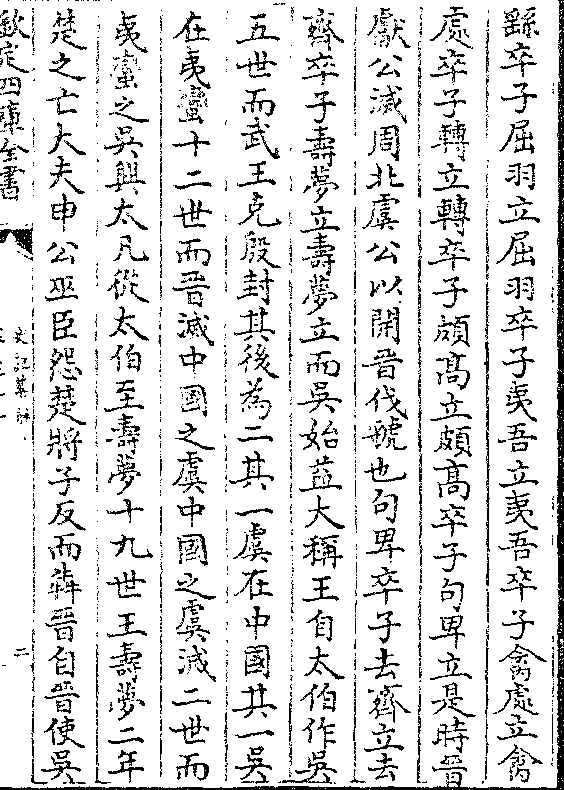 繇卒子屈羽立屈羽卒子夷吾立夷吾卒子禽處立禽
處卒子轉立轉卒子頗髙立頗髙卒子句卑立是時晉
獻公滅周北虞公以開晉伐虢也句卑卒子去齊立去
齊卒子壽夢立壽夢立而吳始益大稱王自太伯作吳
五世而武王克殷封其後為二其一虞在中國其一吳
在夷蠻十二世而晉滅中國之虞中國之虞滅二世而
夷蠻之吳興大凡從太伯至壽夢十九世王壽夢二年
楚之亡大夫申公巫臣怨楚將子反而犇晉自晉使吳
欽定四庫全書
史記集解
二